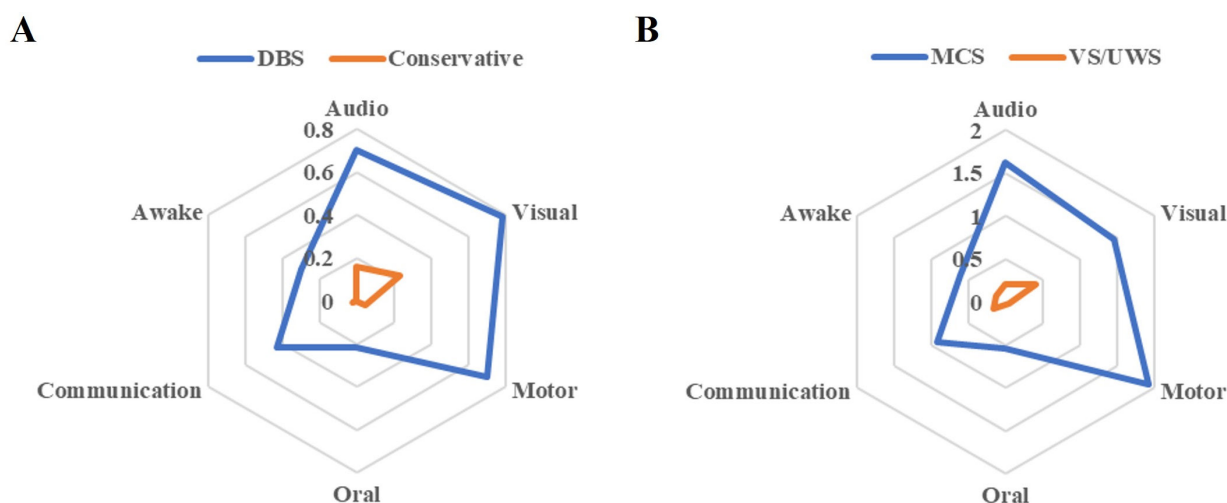 A
DBS Conservative
Audio
0.8
0.6
0.4
0.2
0
Visual
Motor
Oral
Communication
Awake
B
MCS VS/UWS
Audio
2
1.5
1
0.5
0
Visual
Motor
Oral
Communication
Awake